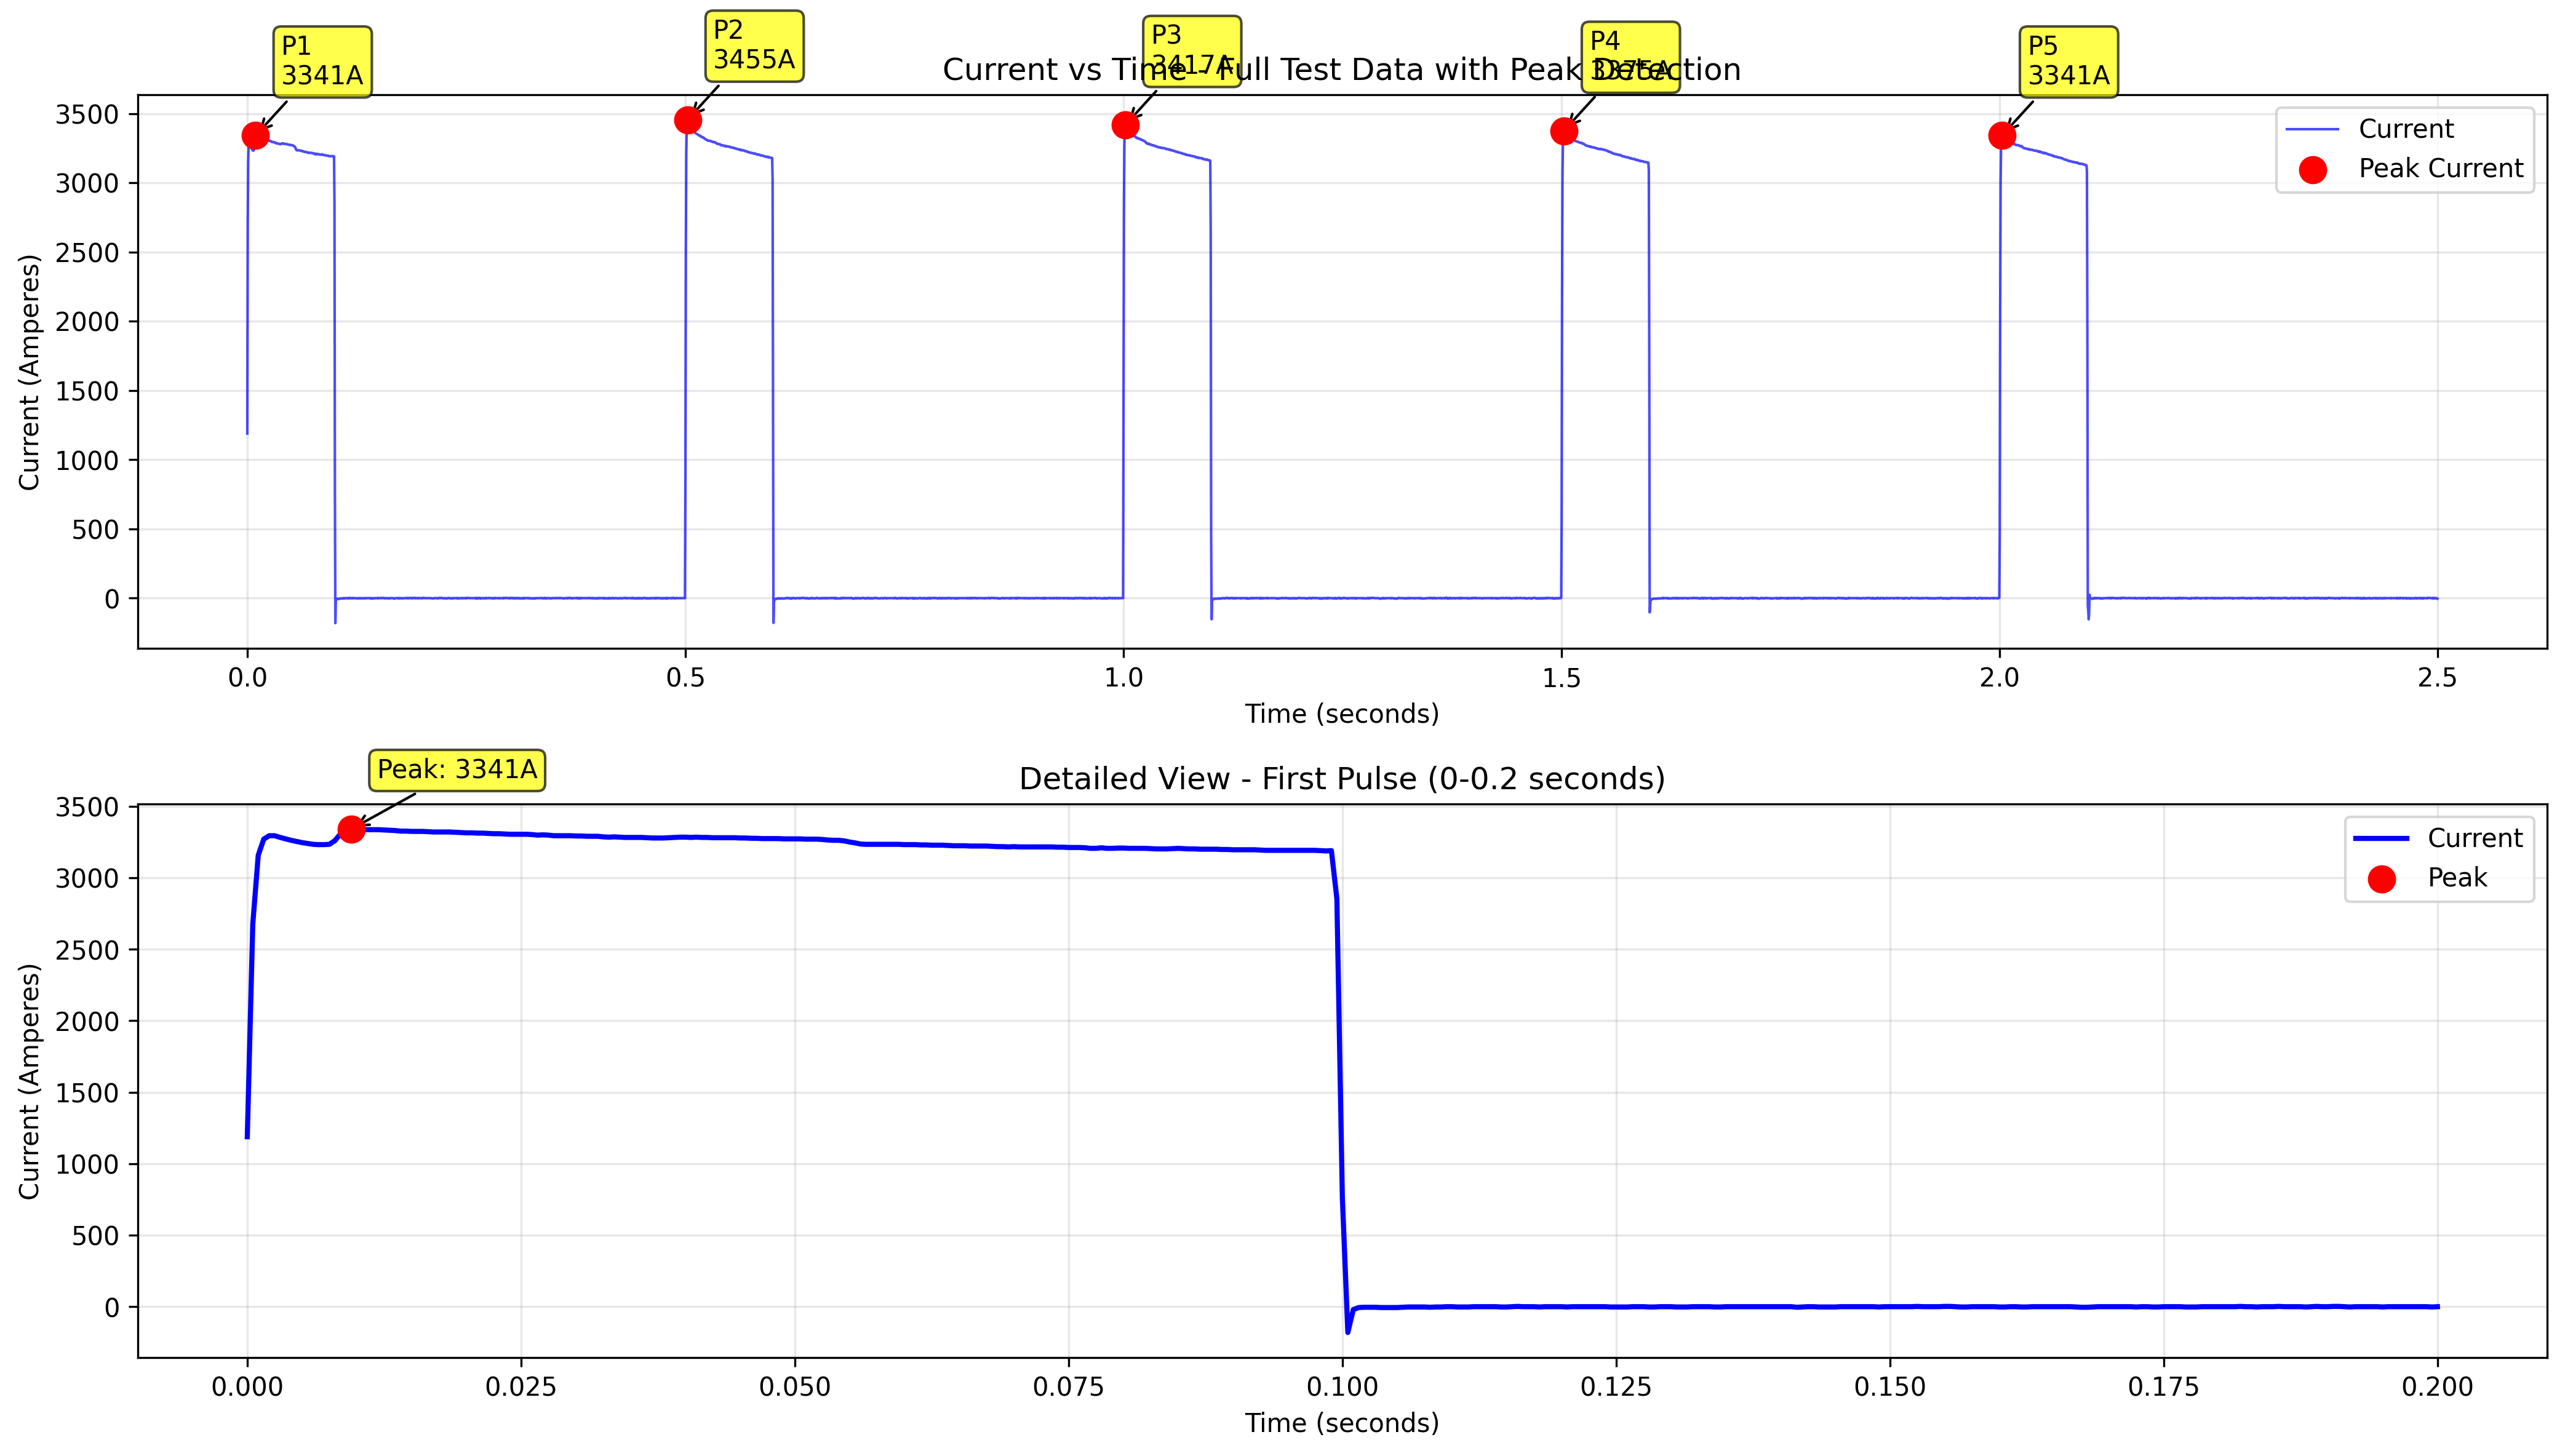 P1
3341A
P2
3455A
P3
3417A
P4
3375A
P5
3341A
Current vs Time - Full Test Data with Peak Detection
Current (Amperes)
3500
3000
2500
2000
1500
1000
500
0
Current
Peak Current
0.0
0.5
1.0
1.5
2.0
2.5
Time (seconds)
Peak: 3341A
Detailed View - First Pulse (0-0.2 seconds)
Current (Amperes)
3500
3000
2500
2000
1500
1000
500
0
Current
Peak
0.000
0.025
0.050
0.075
0.100
0.125
0.150
0.175
0.200
Time (seconds)